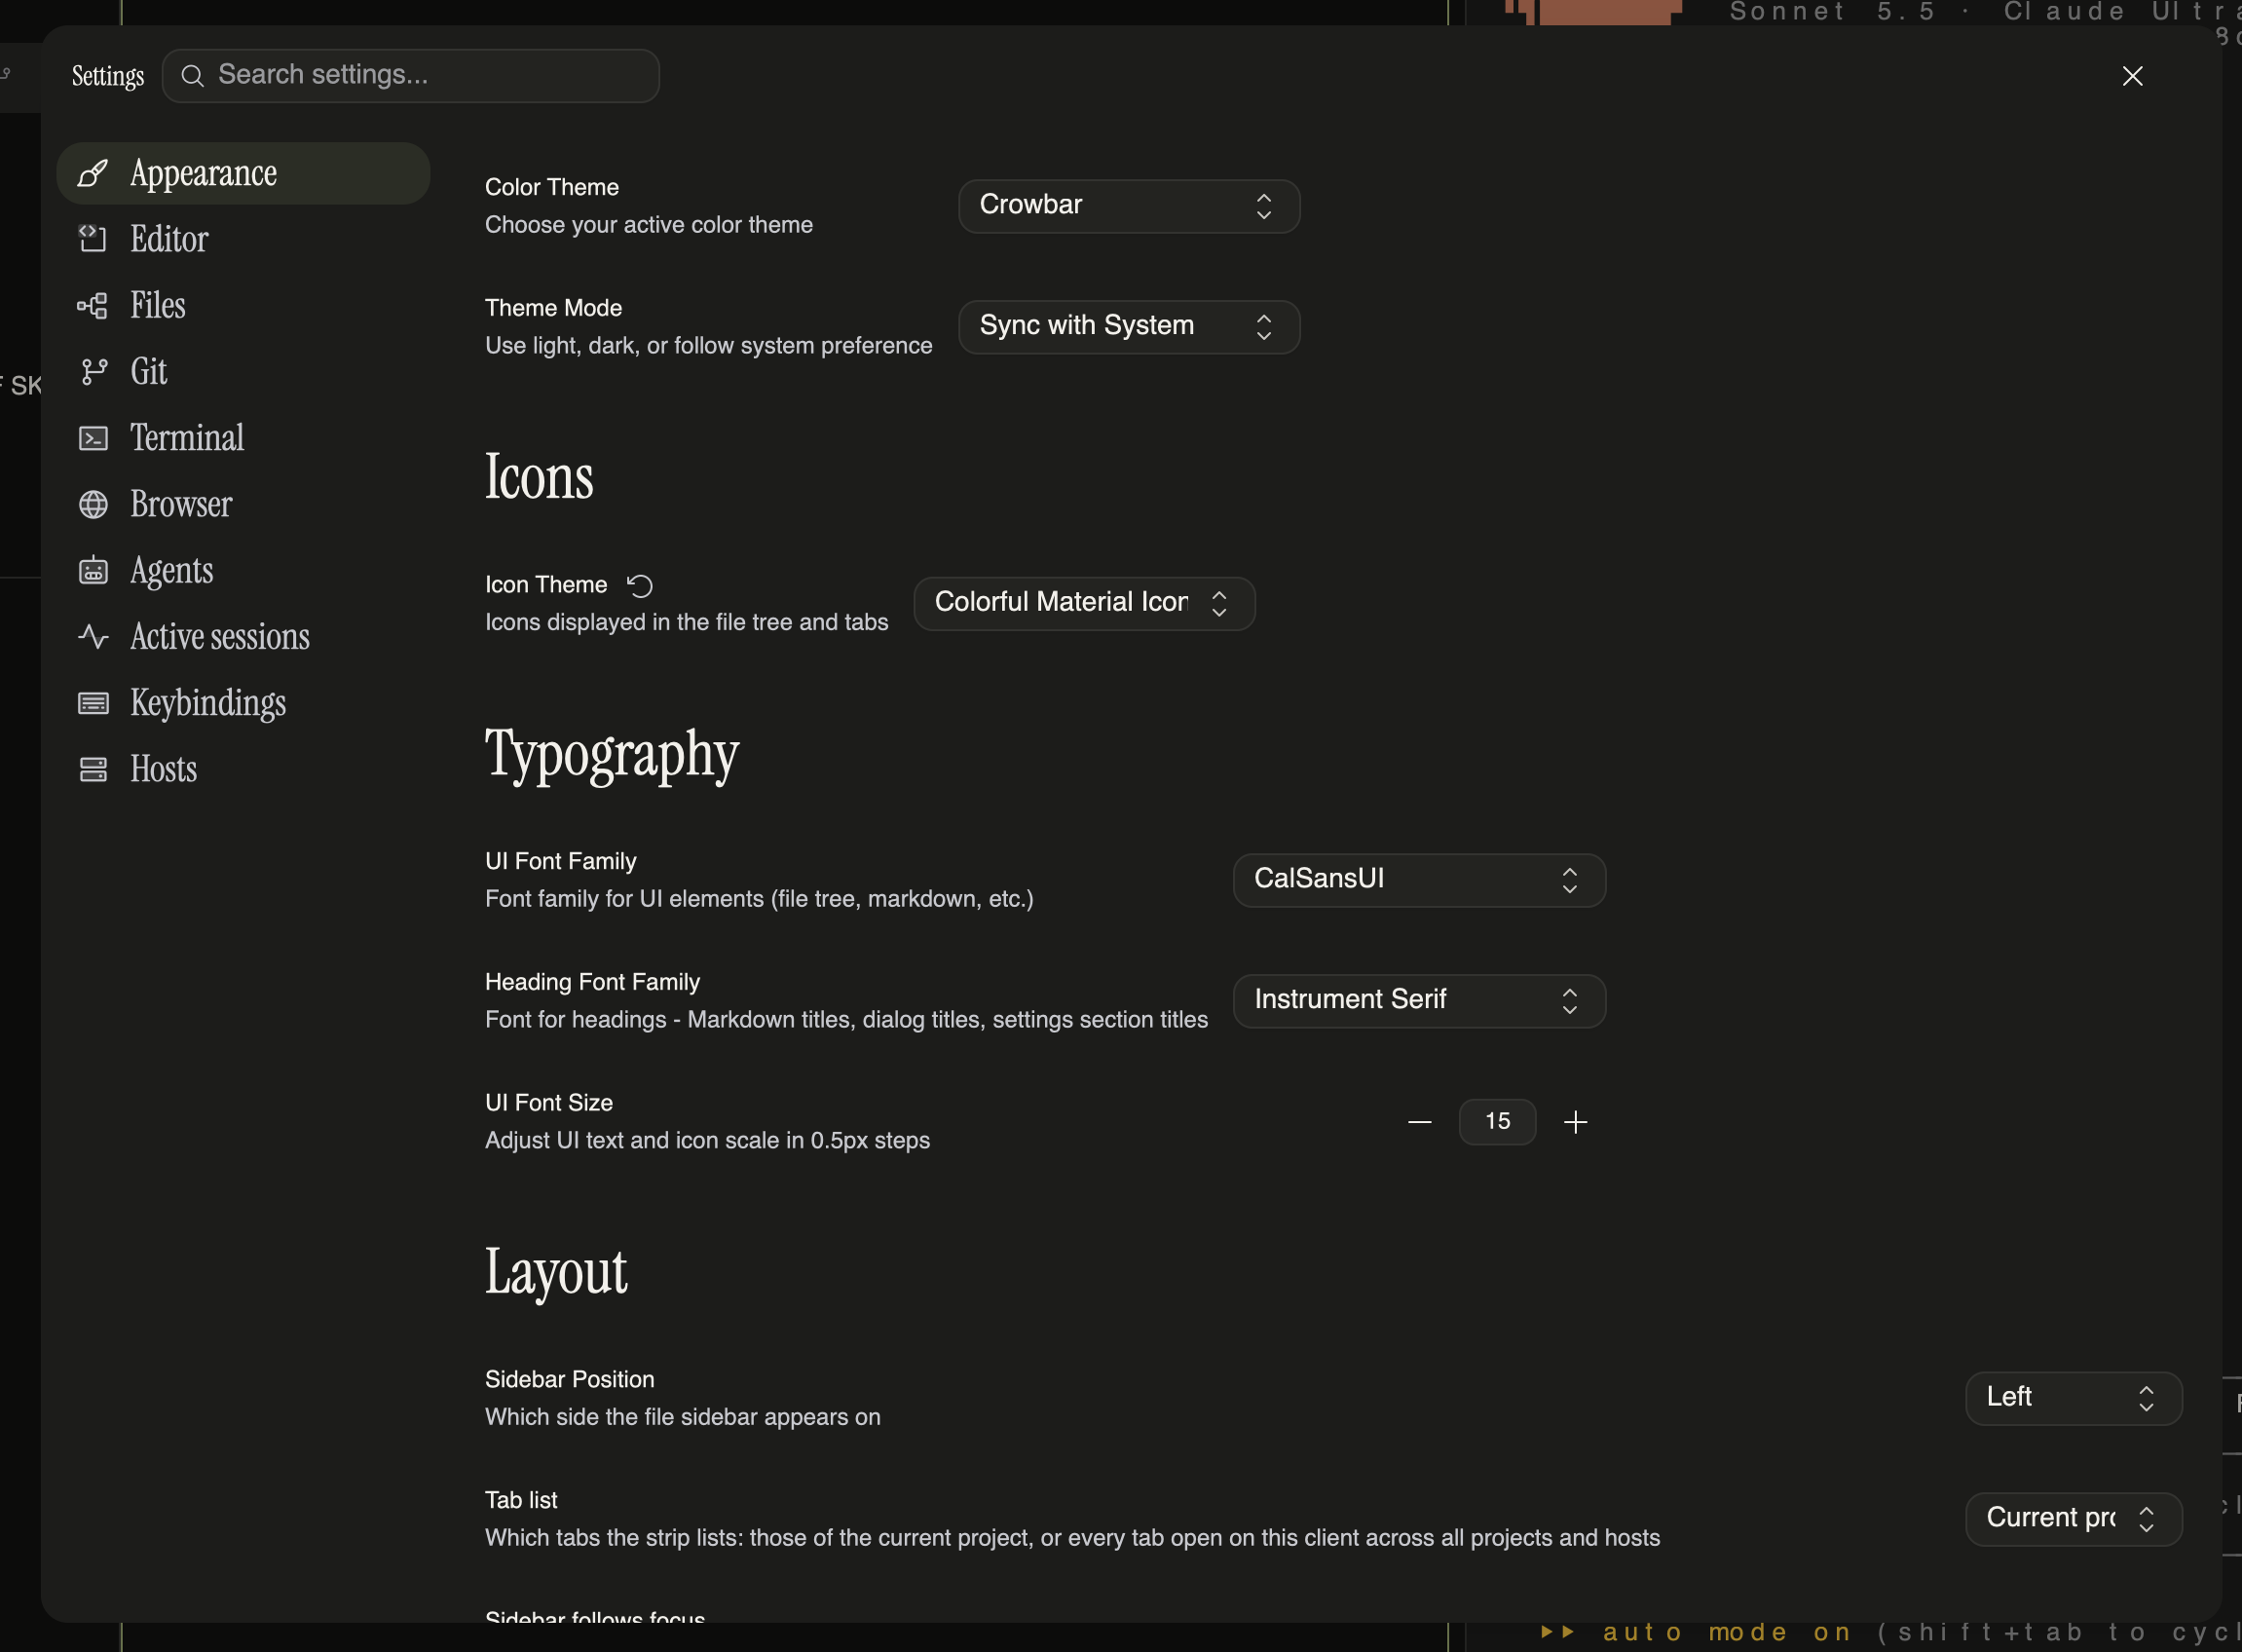 Sonnet 5.5 · Claude Ultra
Settings
Search settings...
SK
Appearance
Editor
Files
Git
Terminal
Browser
Agents
Active sessions
Keybindings
Hosts
Color Theme
Choose your active color theme
Crowbar
Theme Mode
Use light, dark, or follow system preference
Sync with System
Icons
Icon Theme
Icons displayed in the file tree and tabs
Colorful Material Icon
Typography
UI Font Family
Font family for UI elements (file tree, markdown, etc.)
CalSansUI
Heading Font Family
Font for headings - Markdown titles, dialog titles, settings section titles
Instrument Serif
UI Font Size
Adjust UI text and icon scale in 0.5px steps
15
Layout
Sidebar Position
Which side the file sidebar appears on
Left
Tab list
Which tabs the strip lists: those of the current project, or every tab open on this client across all projects and hosts
Current pro
Sidebar follows focus
auto mode on (shift+tab to cycl